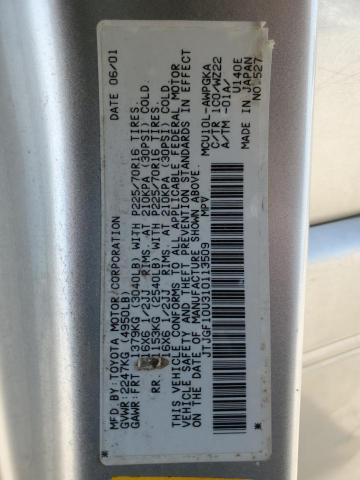 MFD.BY:TOYOTA MOTOR CORPORATION DATE 06/01
GVWR:2247KG (4950LB)
GAWR:FRT. 1379KG (3040LB) WITH P225/70R16 TIRES.
16X6 1/2JJ RIMS. AT 210KPA (30PSI) COLD
RR. 1193KG (2540LB) WITH P225/70R16 TIRES.
16X6 1/2JJ RIMS. AT 210KPA (30PSI) COLD
THIS VEHICLE CONFORMS TO ALL APPLICABLE FEDERAL MOTOR
VEHICLE SAFETY AND THEFT PREVENTION STANDARDS IN EFFECT
ON THE DATE OF MANUFACTURE SHOWN ABOVE.
JTJGF10U310113509 MPV
MCU10L-AWPGKA
C/TR 1C0/WZ22
A/TM -01A/
U140E
MADE IN JAPAN
NO.527